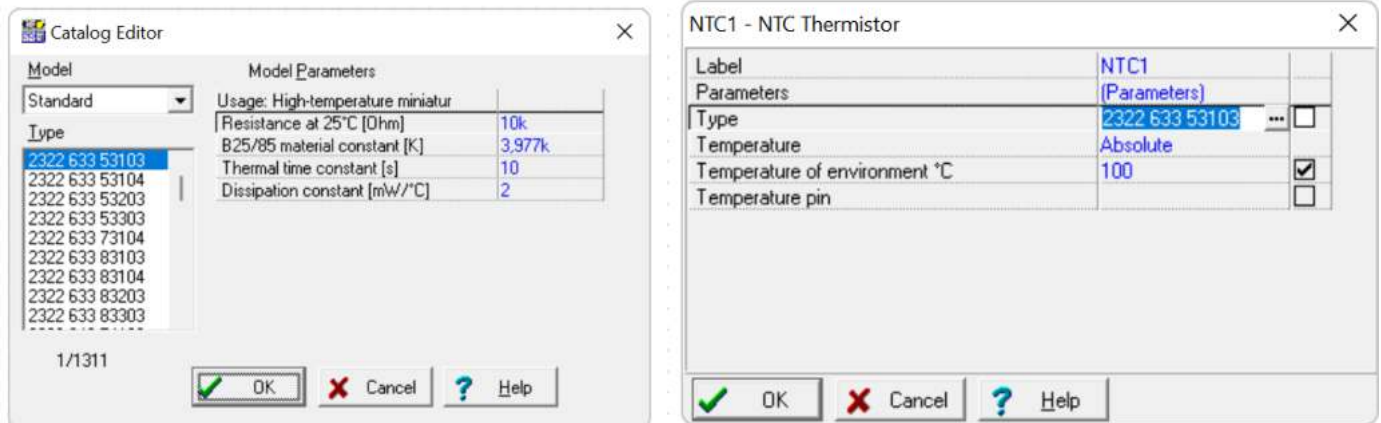 Catalog Editor
Model
Standard
Type
2322 633 53103
2322 633 53104
2322 633 53203
2322 633 53303
2322 633 73104
2322 633 83103
2322 633 83104
2322 633 83203
2322 633 83303
1/1311
Model Parameters
Usage: High-temperature miniatur
Resistance at 25°C [Ohm] 10k
B25/85 material constant [K] 3,977k
Thermal time constant [s] 10
Dissipation constant [mW/°C] 2
OK Cancel ? Help
NTC1 - NTC Thermistor
Label NTC1
Parameters (Parameters)
Type 2322 633 53103 ...
Temperature Absolute
Temperature of environment °C 100
Temperature pin
OK Cancel ? Help